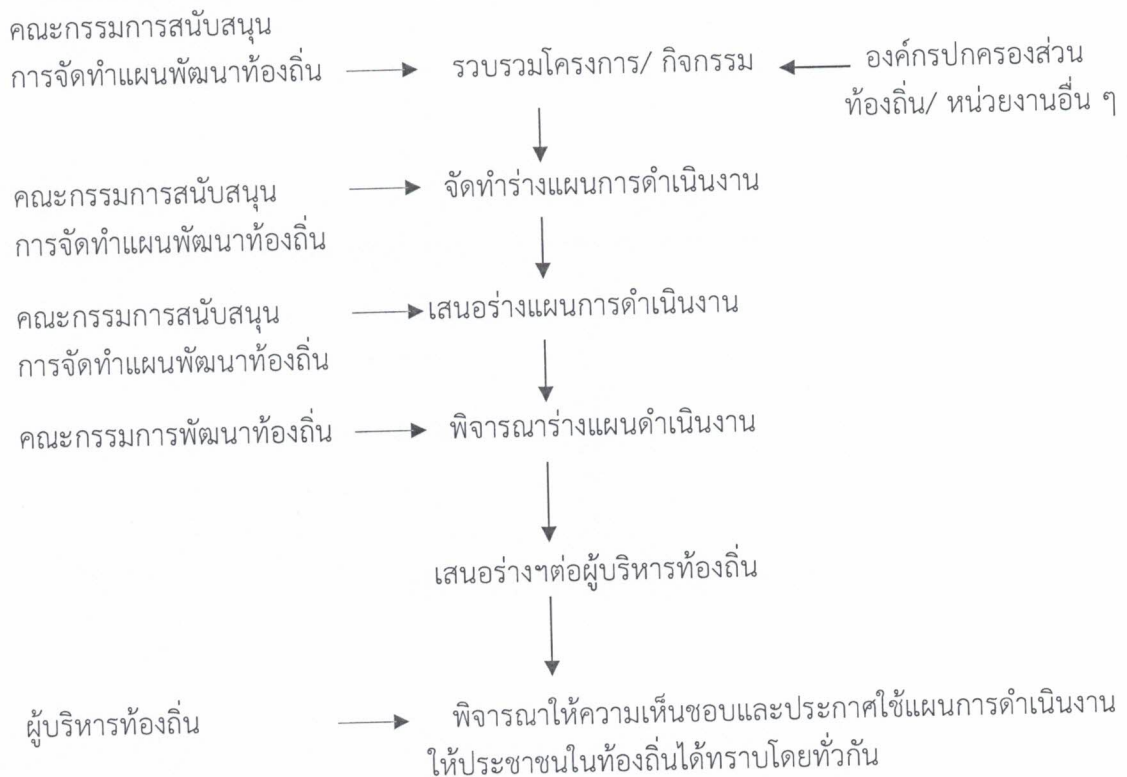 คณะกรรมการสนับสนุน
การจัดทำแผนพัฒนาท้องถิ่น
รวบรวมโครงการ/ กิจกรรม
องค์กรปกครองส่วน
ท้องถิ่น/ หน่วยงานอื่น ๆ
คณะกรรมการสนับสนุน
การจัดทำแผนพัฒนาท้องถิ่น
จัดทำร่างแผนการดำเนินงาน
คณะกรรมการสนับสนุน
การจัดทำแผนพัฒนาท้องถิ่น
เสนอร่างแผนการดำเนินงาน
คณะกรรมการพัฒนาท้องถิ่น
พิจารณาร่างแผนดำเนินงาน
เสนอร่างฯต่อผู้บริหารท้องถิ่น
ผู้บริหารท้องถิ่น
พิจารณาให้ความเห็นชอบและประกาศใช้แผนการดำเนินงาน
ให้ประชาชนในท้องถิ่นได้ทราบโดยทั่วกัน